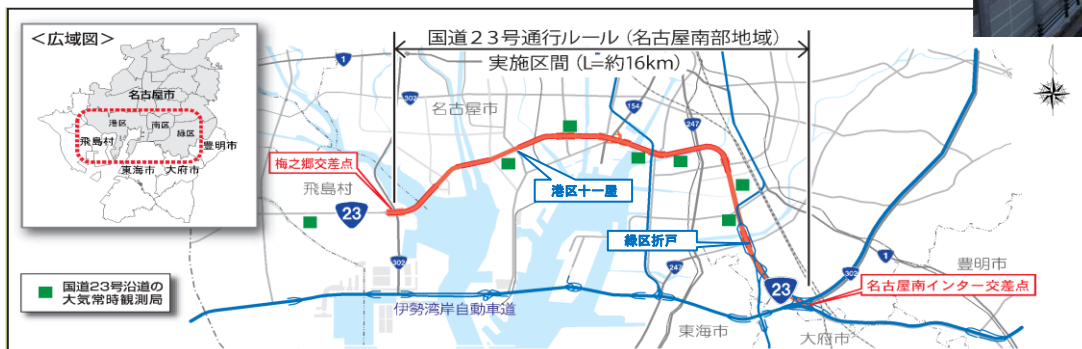 <広域図>
名古屋市
港区
南区
緑区
飛島村
豊明市
東海市
大府市
国道23号沿道の
大気常時観測局
国道23号通行ルール(名古屋南部地域)
実施区間(L=約16km)
1
302
名古屋市
154
247
梅之郷交差点
飛島村
23
港区十一屋
緑区折戸
302
247
伊勢湾岸自動車道
23
302
1
豊明市
名古屋南インター交差点
東海市
大府市